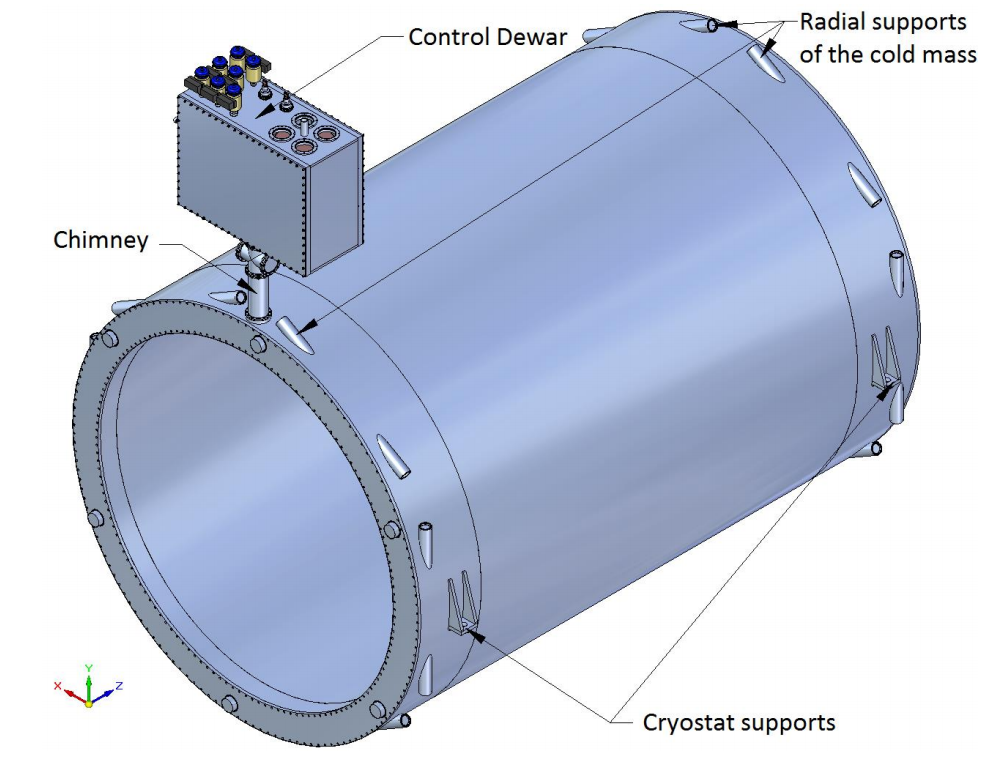 Control Dewar
Radial supports
of the cold mass
Chimney
Y
X
Z
Cryostat supports